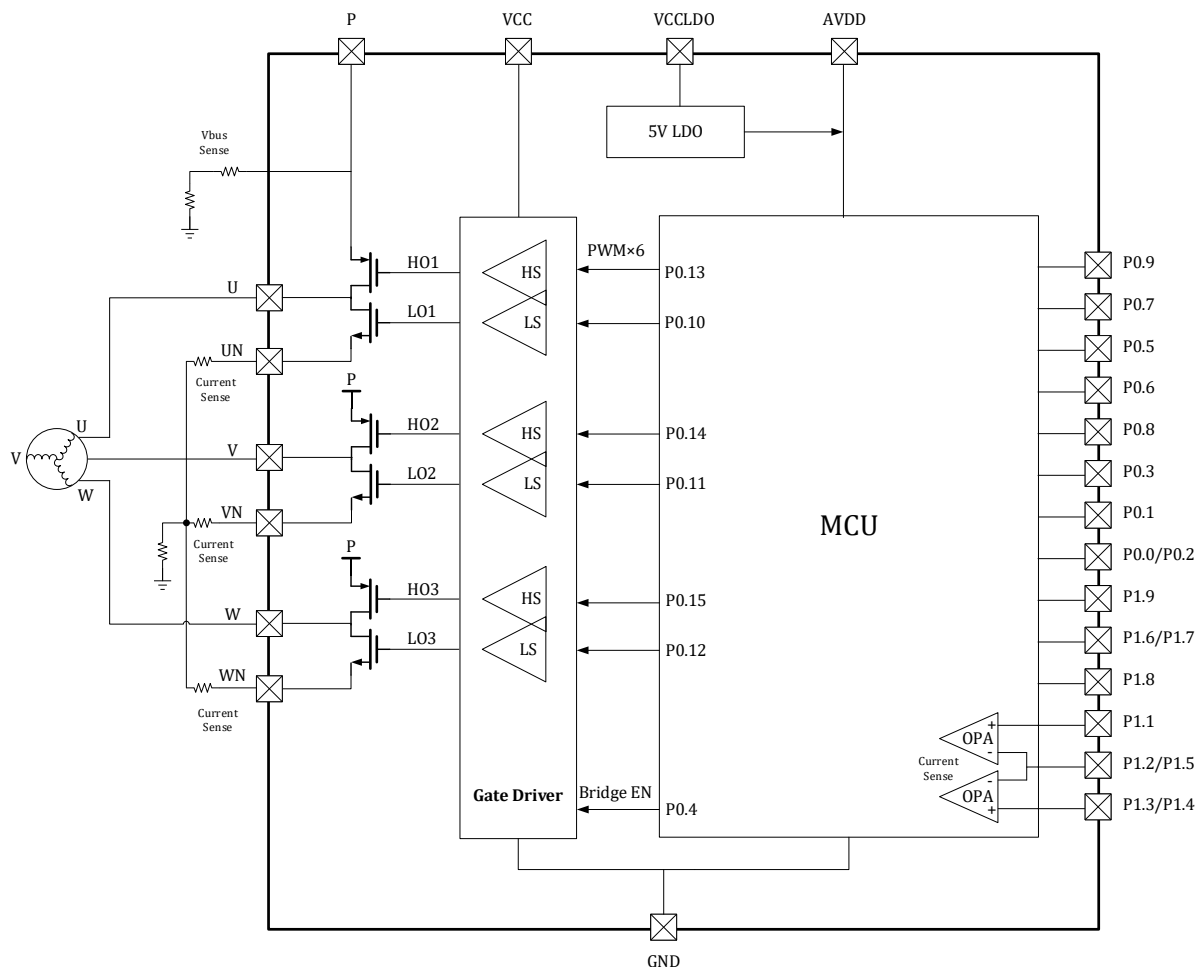 P
VCC
VCCLDO
AVDD
5V LDO
Vbus
Sense
PWM×6
HO1
HS
P0.13
P0.9
U
P0.7
LO1
LS
P0.10
P0.5
UN
Current
Sense
P
P0.6
HO2
HS
P0.14
P0.8
U
V
V
W
LO2
LS
P0.11
P0.3
VN
Current
Sense
MCU
P0.1
P
P0.0/P0.2
HO3
HS
P0.15
P1.9
W
LO3
LS
P0.12
P1.6/P1.7
WN
Current
Sense
P1.8
+
OPA
-
P1.1
Current
Sense
P1.2/P1.5
-
OPA
+
P1.3/P1.4
Gate Driver
Bridge EN
P0.4
GND